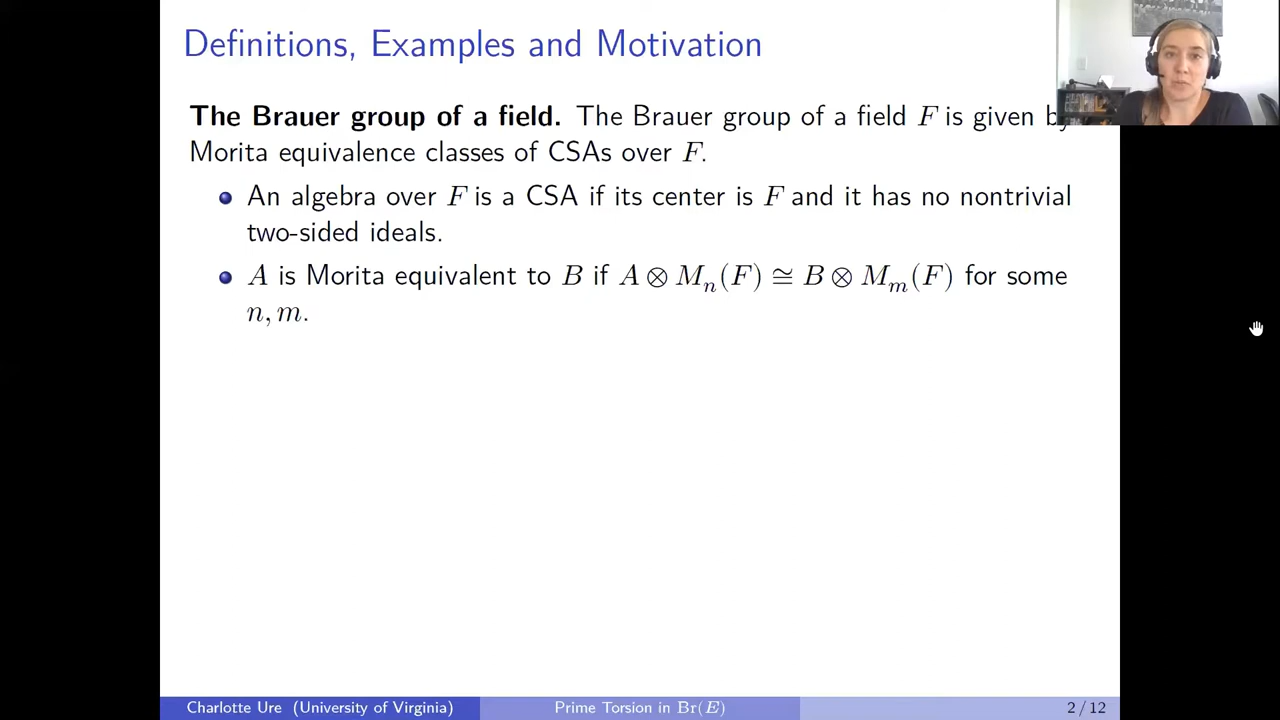 Definitions, Examples and Motivation
The Brauer group of a field. The Brauer group of a field F is given by
Morita equivalence classes of CSAs over F.
An algebra over F is a CSA if its center is F and it has no nontrivial
two-sided ideals.
A is Morita equivalent to B if A ⊗ Mₙ(F) ≅ B ⊗ Mₘ(F) for some
n, m.
Charlotte Ure (University of Virginia) Prime Torsion in Br(E) 2 / 12